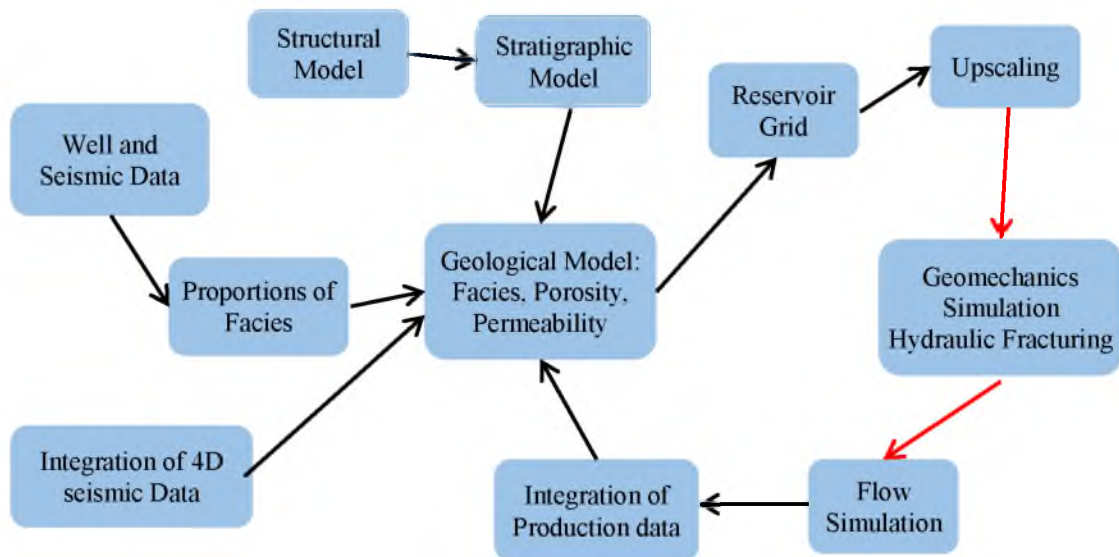 Structural
Model
Stratigraphic
Model
Upscaling
Reservoir
Grid
Well and
Seismic Data
Proportions of
Facies
Geological Model:
Facies, Porosity,
Permeability
Geomechanics
Simulation
Hydraulic Fracturing
Integration of 4D
seismic Data
Integration of
Production data
Flow
Simulation